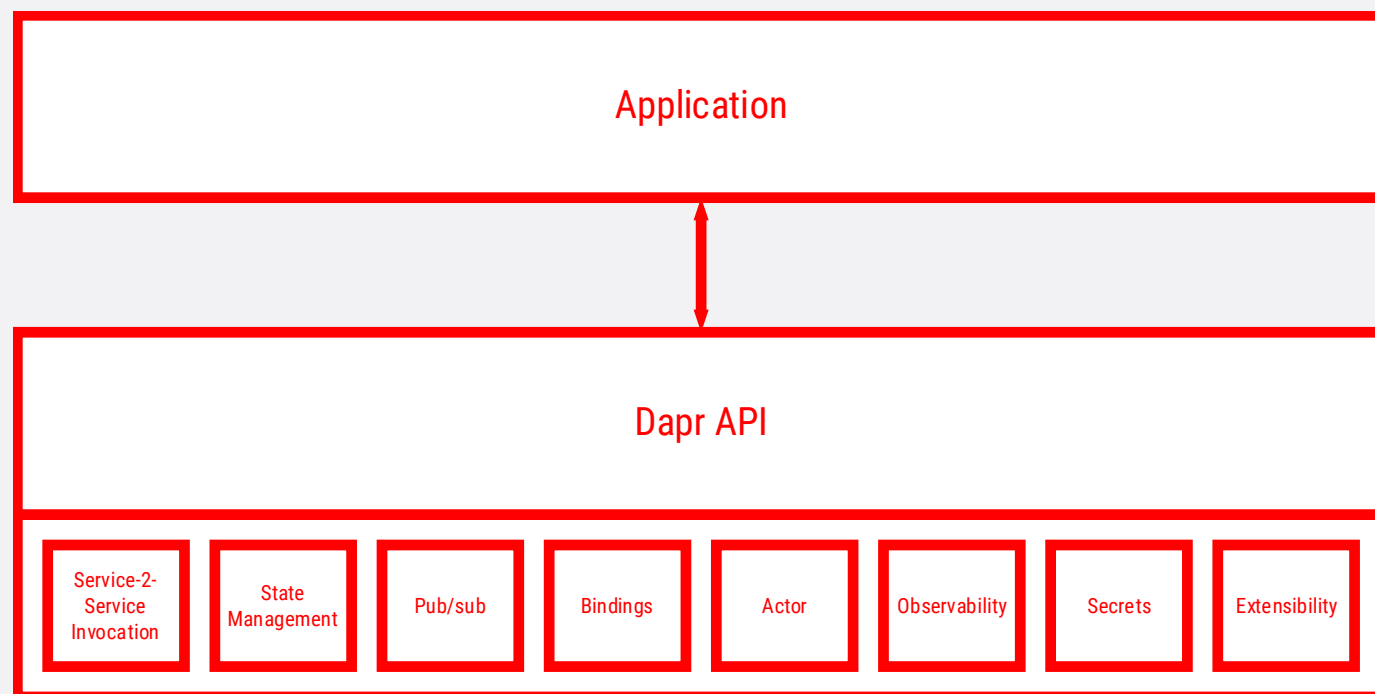 Application
Dapr API
Service-2-
Service
Invocation
State
Management
Pub/sub
Bindings
Actor
Observability
Secrets
Extensibility